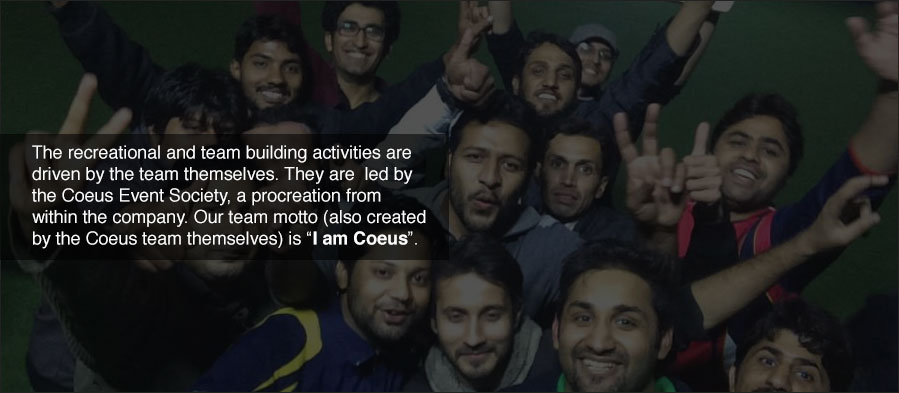 The recreational and team building activities are
driven by the team themselves. They are  led by
the Coeus Event Society, a procreation from
within the company. Our team motto (also created
by the Coeus team themselves) is “I am Coeus”.